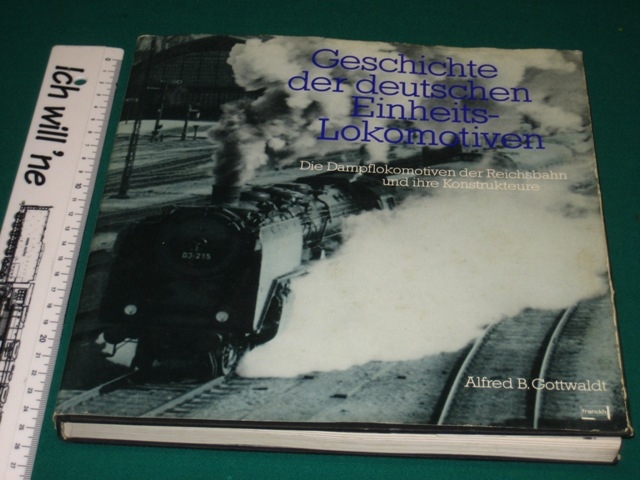 Ich will 'ne
Geschichte
der deutschen
Einheits-
Lokomotiven
Die Dampflokomotiven der Reichsbahn
und ihre Konstrukteure
03-215
Alfred B. Gottwaldt
franckh